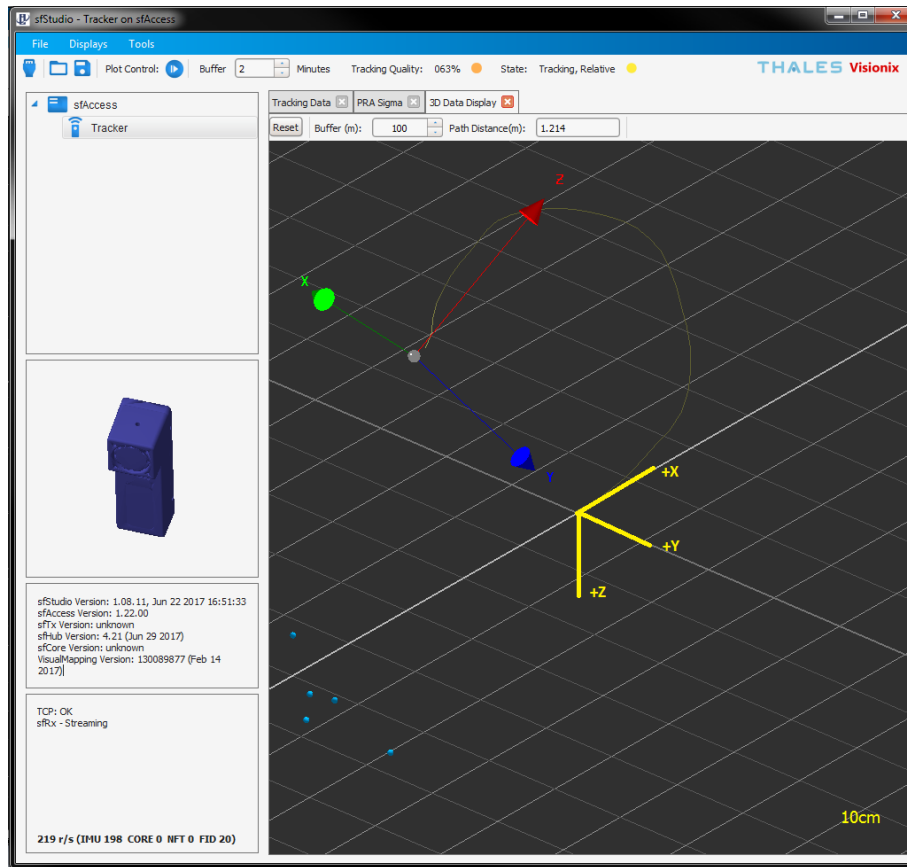 sfStudio - Tracker on sfAccess
File Displays Tools
Plot Control: Buffer 2 Minutes Tracking Quality: 063% State: Tracking, Relative THALES Visionix
sfAccess
Tracker
Tracking Data PRA Sigma 3D Data Display
Reset Buffer (m): 100 Path Distance(m): 1.214
Z
X
Y
+X
+Y
+Z
10cm
sfStudio Version: 1.08.11, Jun 22 2017 16:51:33
sfAccess Version: 1.22.00
sfTx Version: unknown
sfHub Version: 4.21 (Jun 29 2017)
sfCore Version: unknown
VisualMapping Version: 130089877 (Feb 14
2017)
TCP: OK
sfRx - Streaming
219 r/s (IMU 198 CORE 0 NFT 0 FID 20)